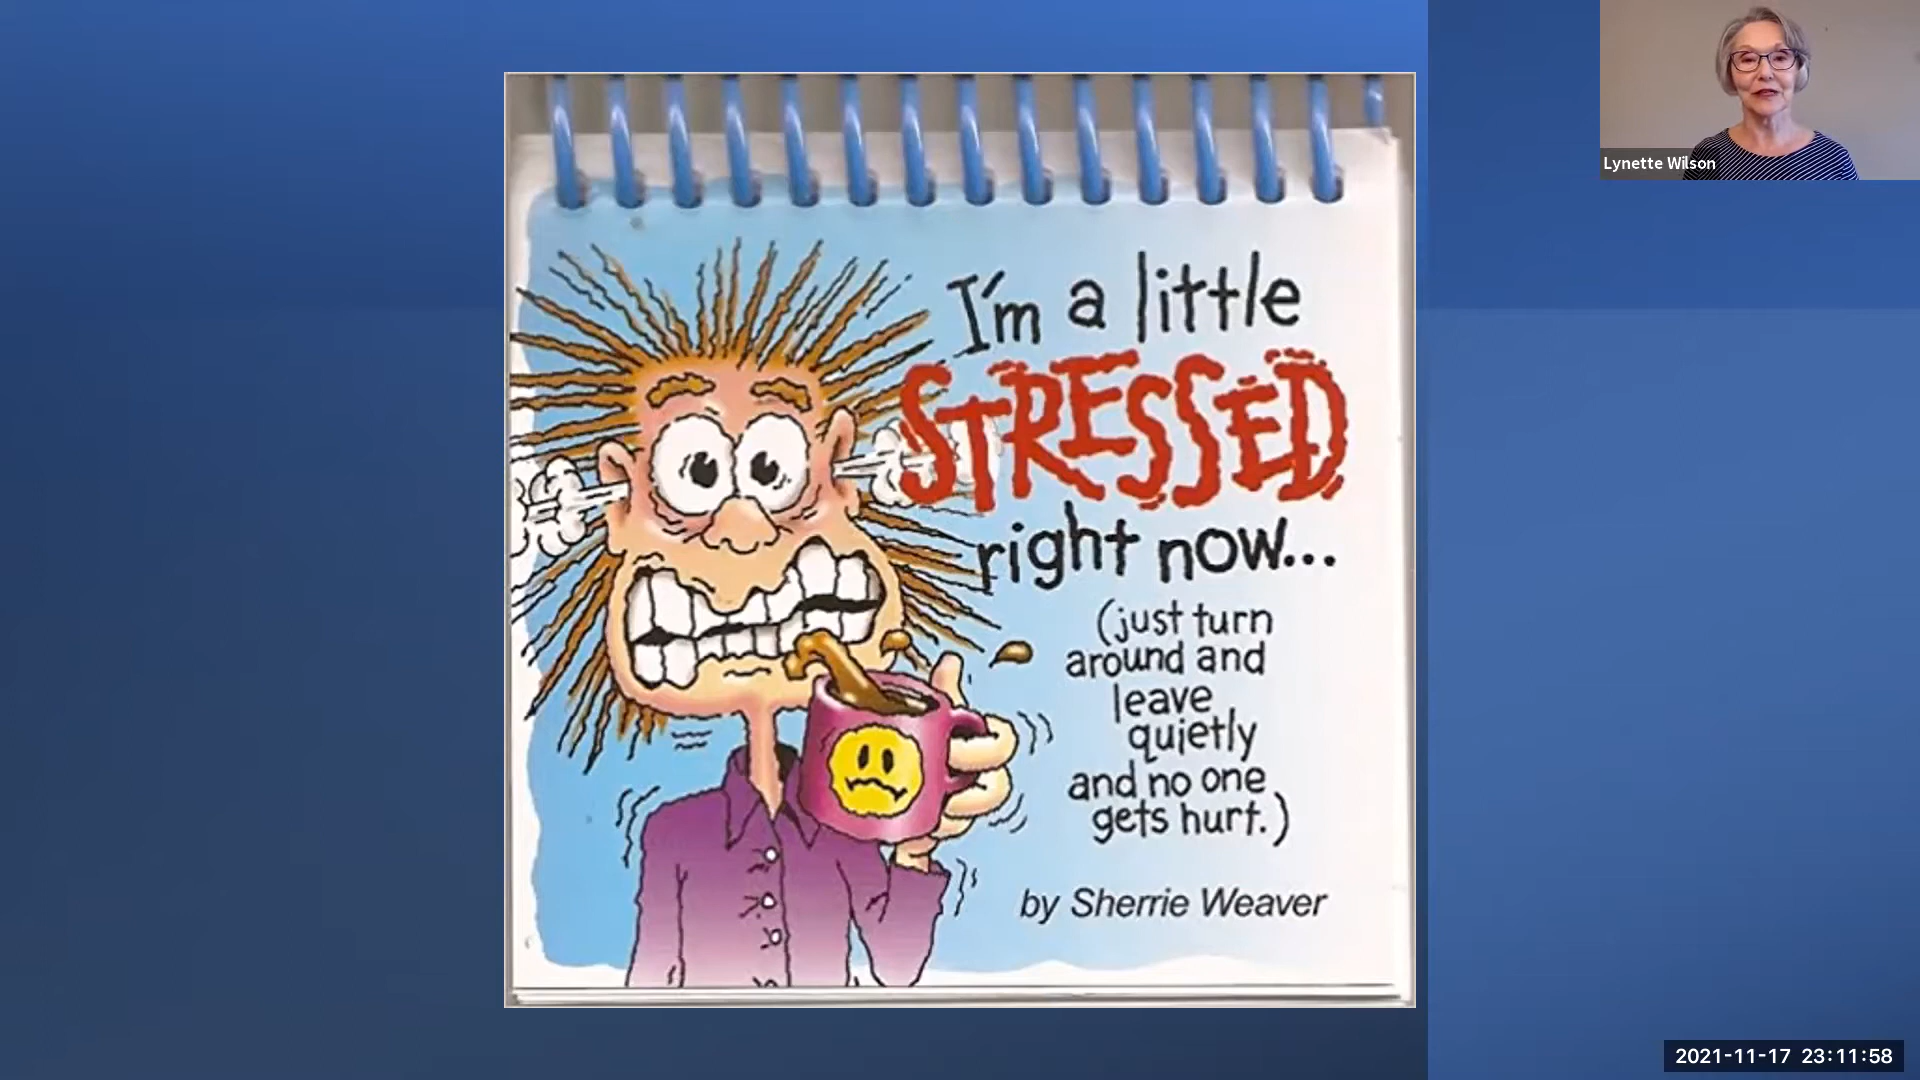 I'm a little
STRESSED
right now...
(just turn
around and
leave
quietly
and no one
gets hurt.)
by Sherrie Weaver
Lynette Wilson
2021-11-17 23:11:58